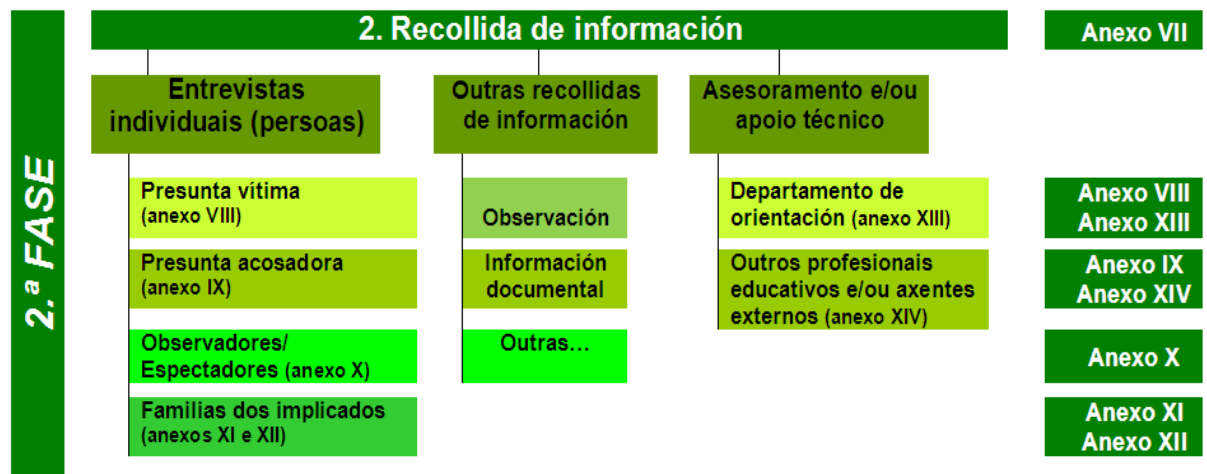 2.ª FASE
2. Recollida de información
Anexo VII
Entrevistas
individuais (persoas)
Outras recollidas
de información
Asesoramento e/ou
apoio técnico
Presunta vítima
(anexo VIII)
Observación
Departamento de
orientación (anexo XIII)
Anexo VIII
Anexo XIII
Presunta acosadora
(anexo IX)
Información
documental
Outros profesionais
educativos e/ou axentes
externos (anexo XIV)
Anexo IX
Anexo XIV
Observadores/
Espectadores (anexo X)
Outras...
Anexo X
Familias dos implicados
(anexos XI e XII)
Anexo XI
Anexo XII